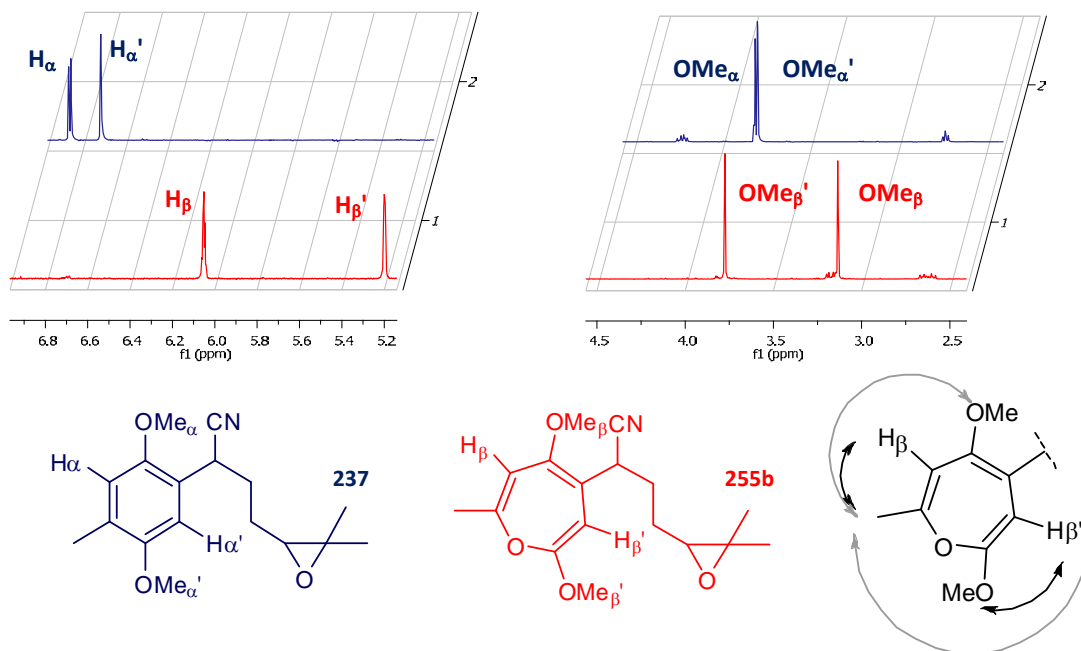 Hα
Hα'
2
Hβ
Hβ'
1
6.8 6.6 6.4 6.2 6.0 5.8 5.6 5.4 5.2
f1 (ppm)
OMeα OMeα'
2
OMeβ' OMeβ
1
4.5 4.0 3.5 3.0 2.5
f1 (ppm)
OMeα CN
Hα
237
Hα'
OMeα'
O
OMeβ CN
Hβ
255b
O
Hβ'
OMeβ'
O
OMe
Hβ
Hβ'
O
MeO